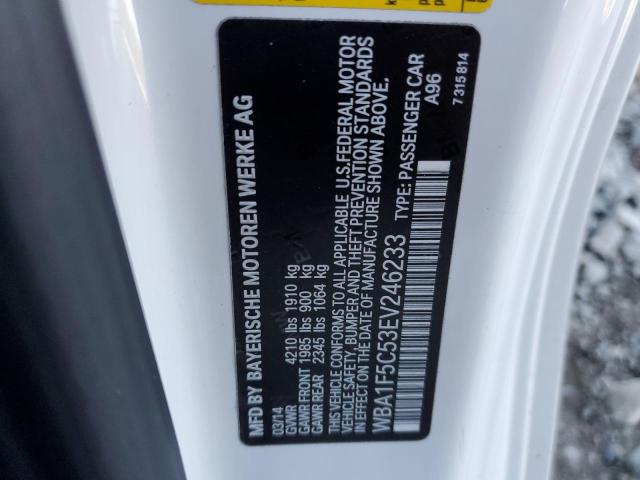 MFD BY BAYERISCHE MOTOREN WERKE AG
03/14
GVWR 4210 lbs 1910 kg
GAWR FRONT 1985 lbs 900 kg
GAWR REAR 2345 lbs 1064 kg
THIS VEHICLE CONFORMS TO ALL APPLICABLE U.S.FEDERAL MOTOR
VEHICLE SAFETY, BUMPER AND THEFT PREVENTION STANDARDS
IN EFFECT ON THE DATE OF MANUFACTURE SHOWN ABOVE.
WBA1F5C53EV246233 TYPE: PASSENGER CAR
A96
7 315 814